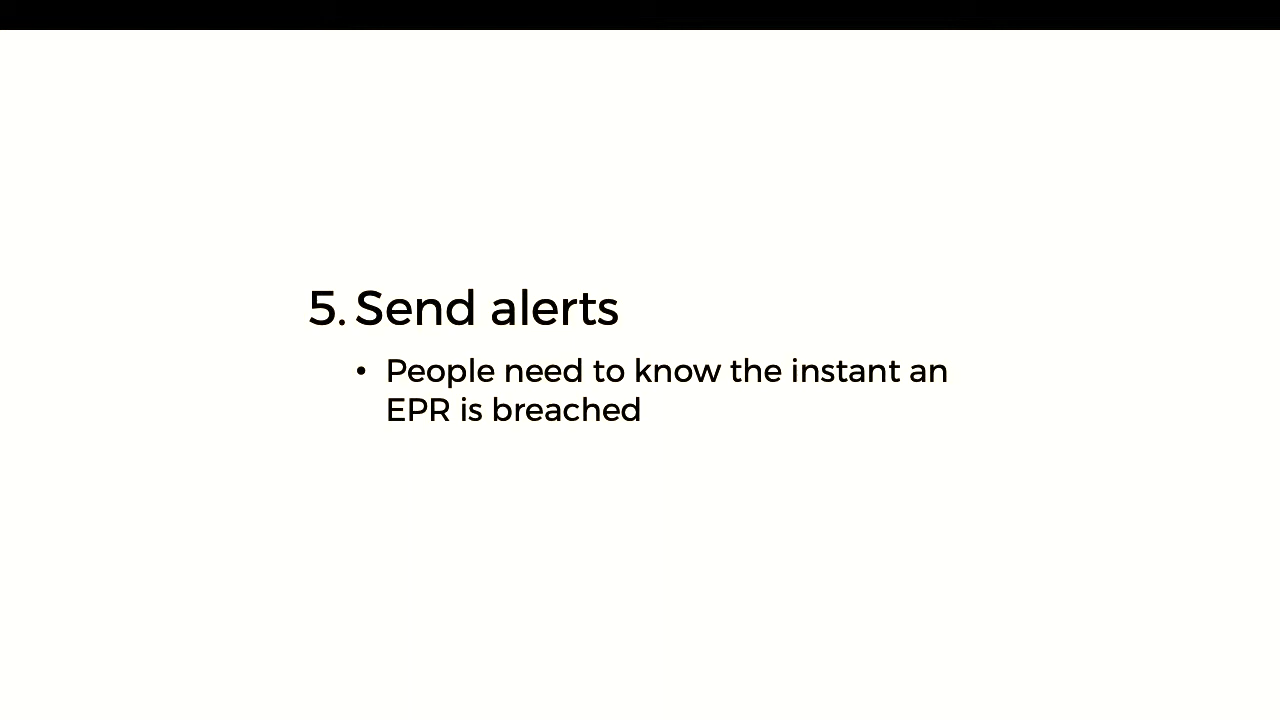 5. Send alerts
• People need to know the instant an
EPR is breached